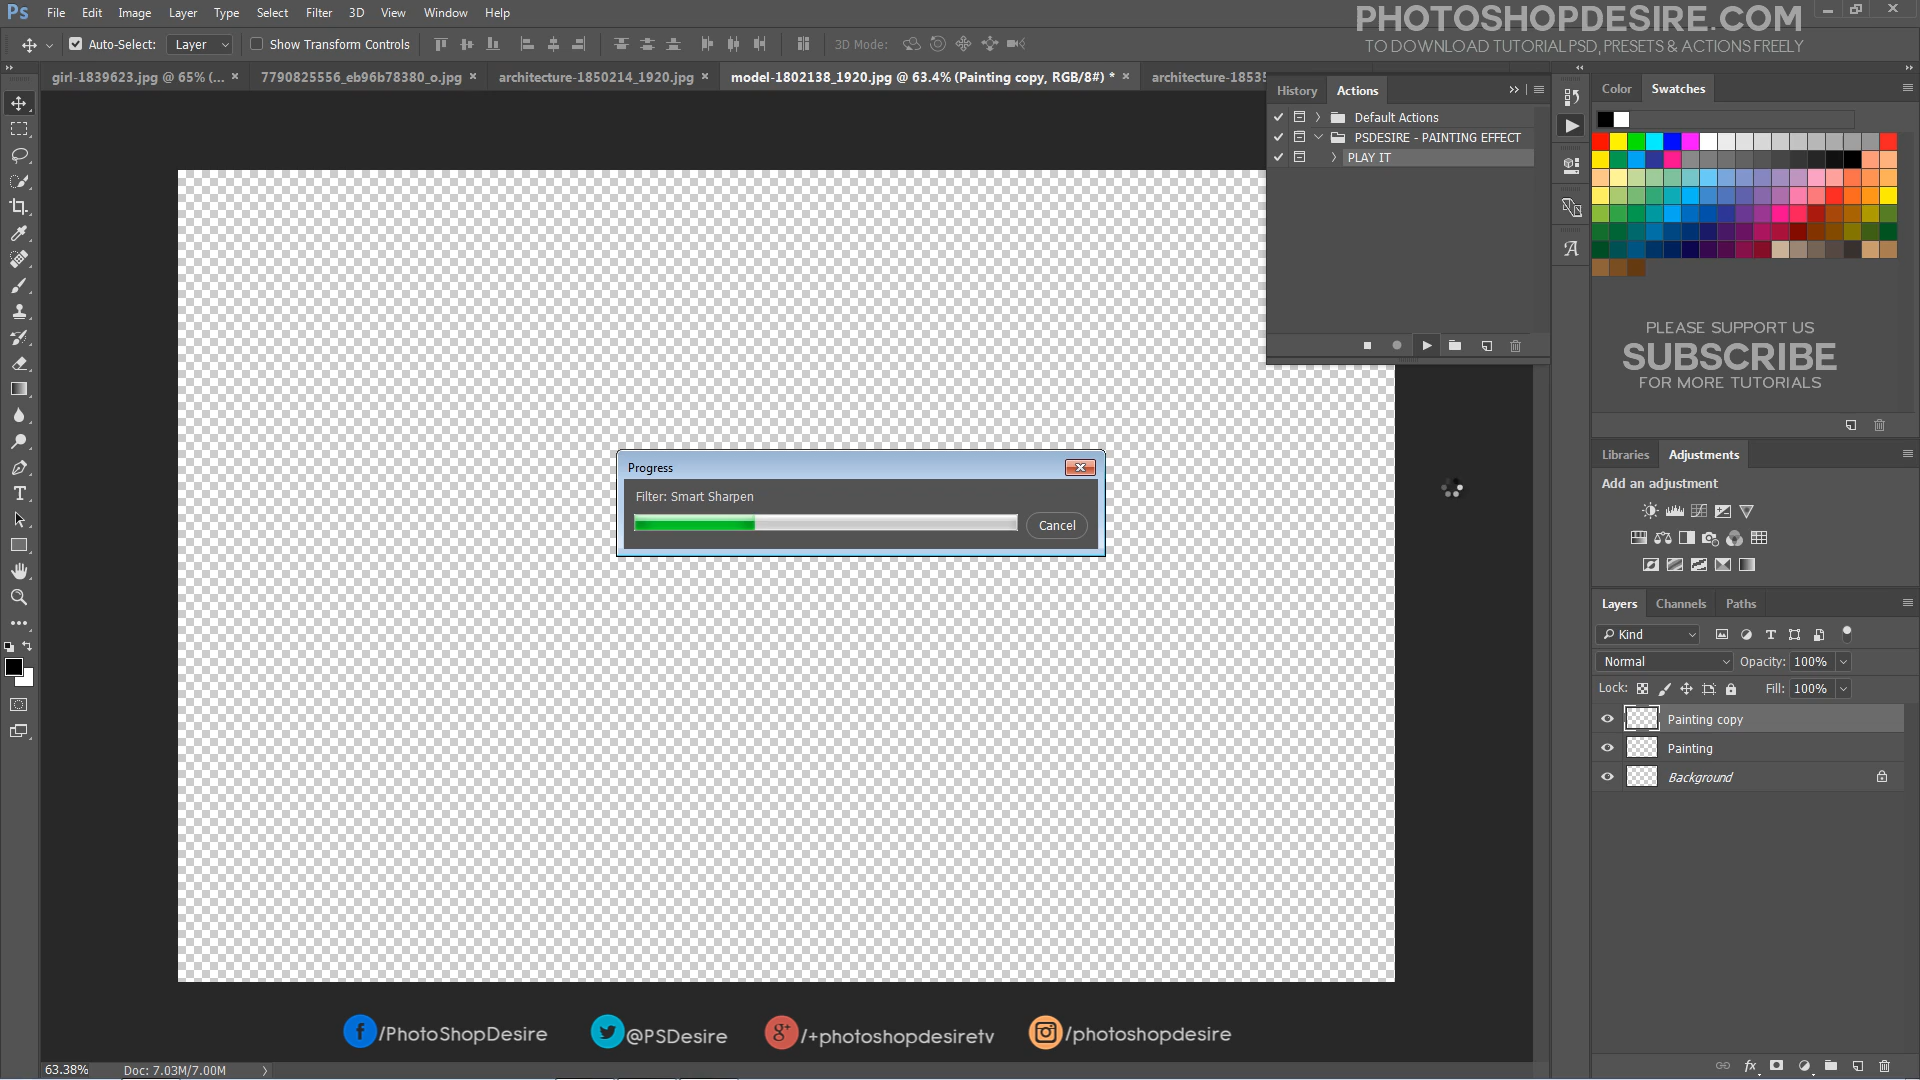 Ps File Edit Image Layer Type Select Filter 3D View Window Help
PHOTOSHOPDESIRE.COM
TO DOWNLOAD TUTORIAL PSD, PRESETS & ACTIONS FREELY
Auto-Select: Layer Show Transform Controls 3D Mode:
girl-1839623.jpg @ 65% (... × 7790825556_eb96b78380_o.jpg × architecture-1850214_1920.jpg × model-1802138_1920.jpg @ 63.4% (Painting copy, RGB/8#) * × architecture-1853
History Actions
Default Actions
PSDESIRE - PAINTING EFFECT
PLAY IT
Color Swatches
PLEASE SUPPORT US
SUBSCRIBE
FOR MORE TUTORIALS
Progress
Filter: Smart Sharpen
Cancel
Libraries Adjustments
Add an adjustment
Layers Channels Paths
Kind
Normal Opacity: 100%
Lock: Fill: 100%
Painting copy
Painting
Background
/PhotoShopDesire @PSDesire /+photoshopdesiretv /photoshopdesire
63.38% Doc: 7.03M/7.00M